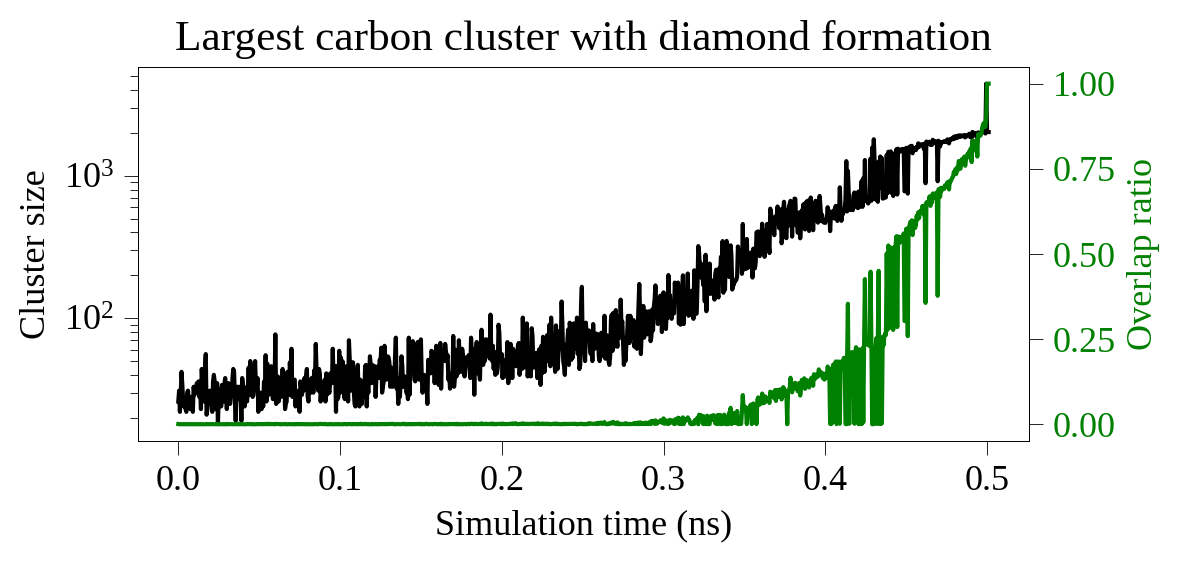 Largest carbon cluster with diamond formation
Cluster size
10³
10²
1.00
0.75
0.50
0.25
0.00
Overlap ratio
0.0 0.1 0.2 0.3 0.4 0.5
Simulation time (ns)